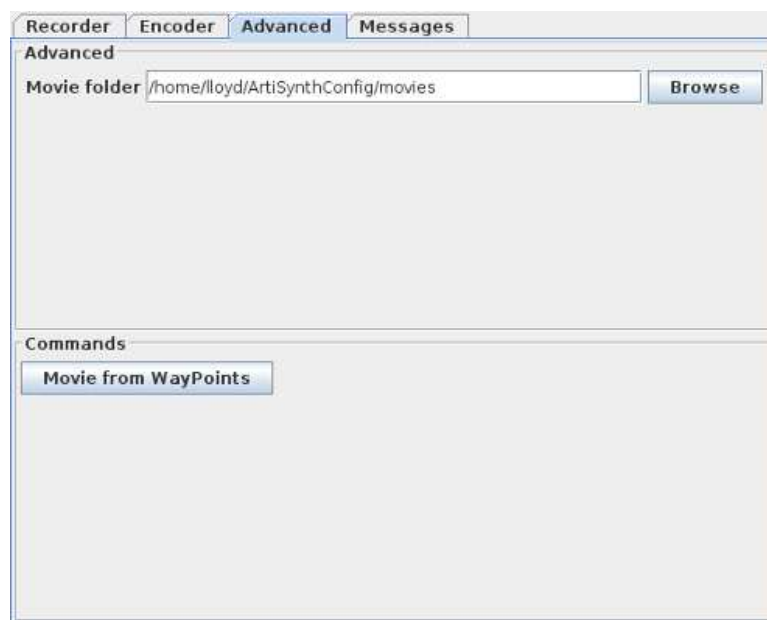 Recorder Encoder Advanced Messages
Advanced
Movie folder /home/lloyd/ArtiSynthConfig/movies Browse
Commands
Movie from WayPoints